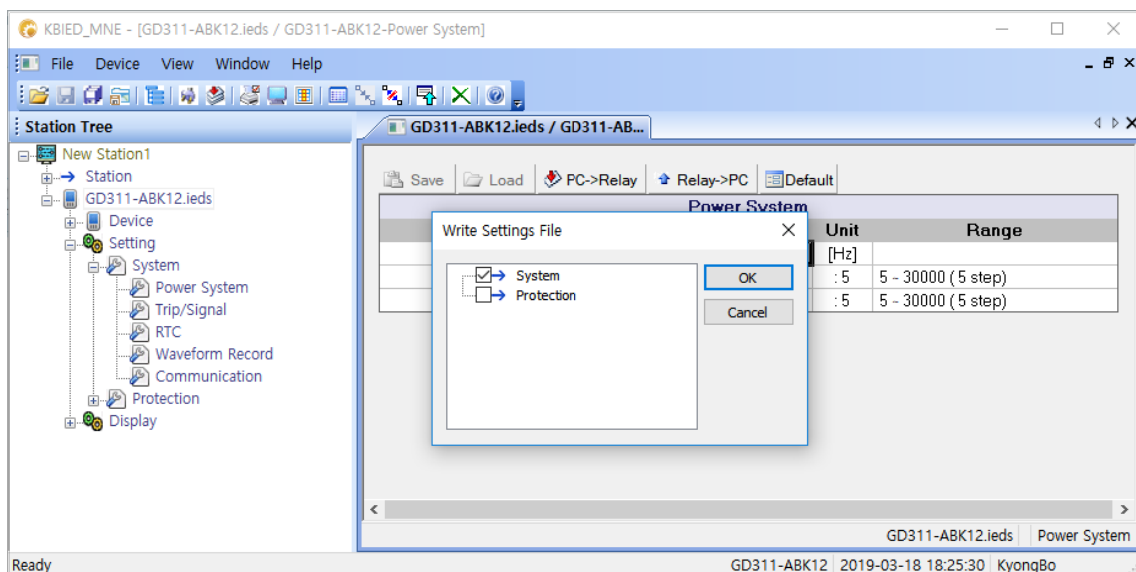 KBIED_MNE - [GD311-ABK12.ieds / GD311-ABK12-Power System]
File Device View Window Help
Station Tree
GD311-ABK12.ieds / GD311-AB...
New Station1
Station
GD311-ABK12.ieds
Device
Setting
System
Power System
Trip/Signal
RTC
Waveform Record
Communication
Protection
Display
Save Load PC->Relay Relay->PC Default
Power System
Unit Range
[Hz]
: 5 5 - 30000 ( 5 step)
: 5 5 - 30000 ( 5 step)
Write Settings File
System
Protection
OK
Cancel
GD311-ABK12.ieds Power System
Ready GD311-ABK12 2019-03-18 18:25:30 KyongBo